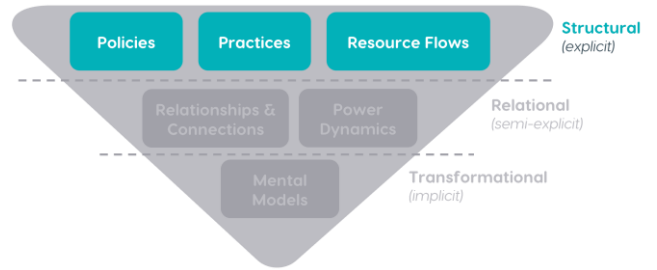 Policies
Practices
Resource Flows
Structural
(explicit)
Relationships &
Connections
Power
Dynamics
Relational
(semi-explicit)
Mental
Models
Transformational
(implicit)